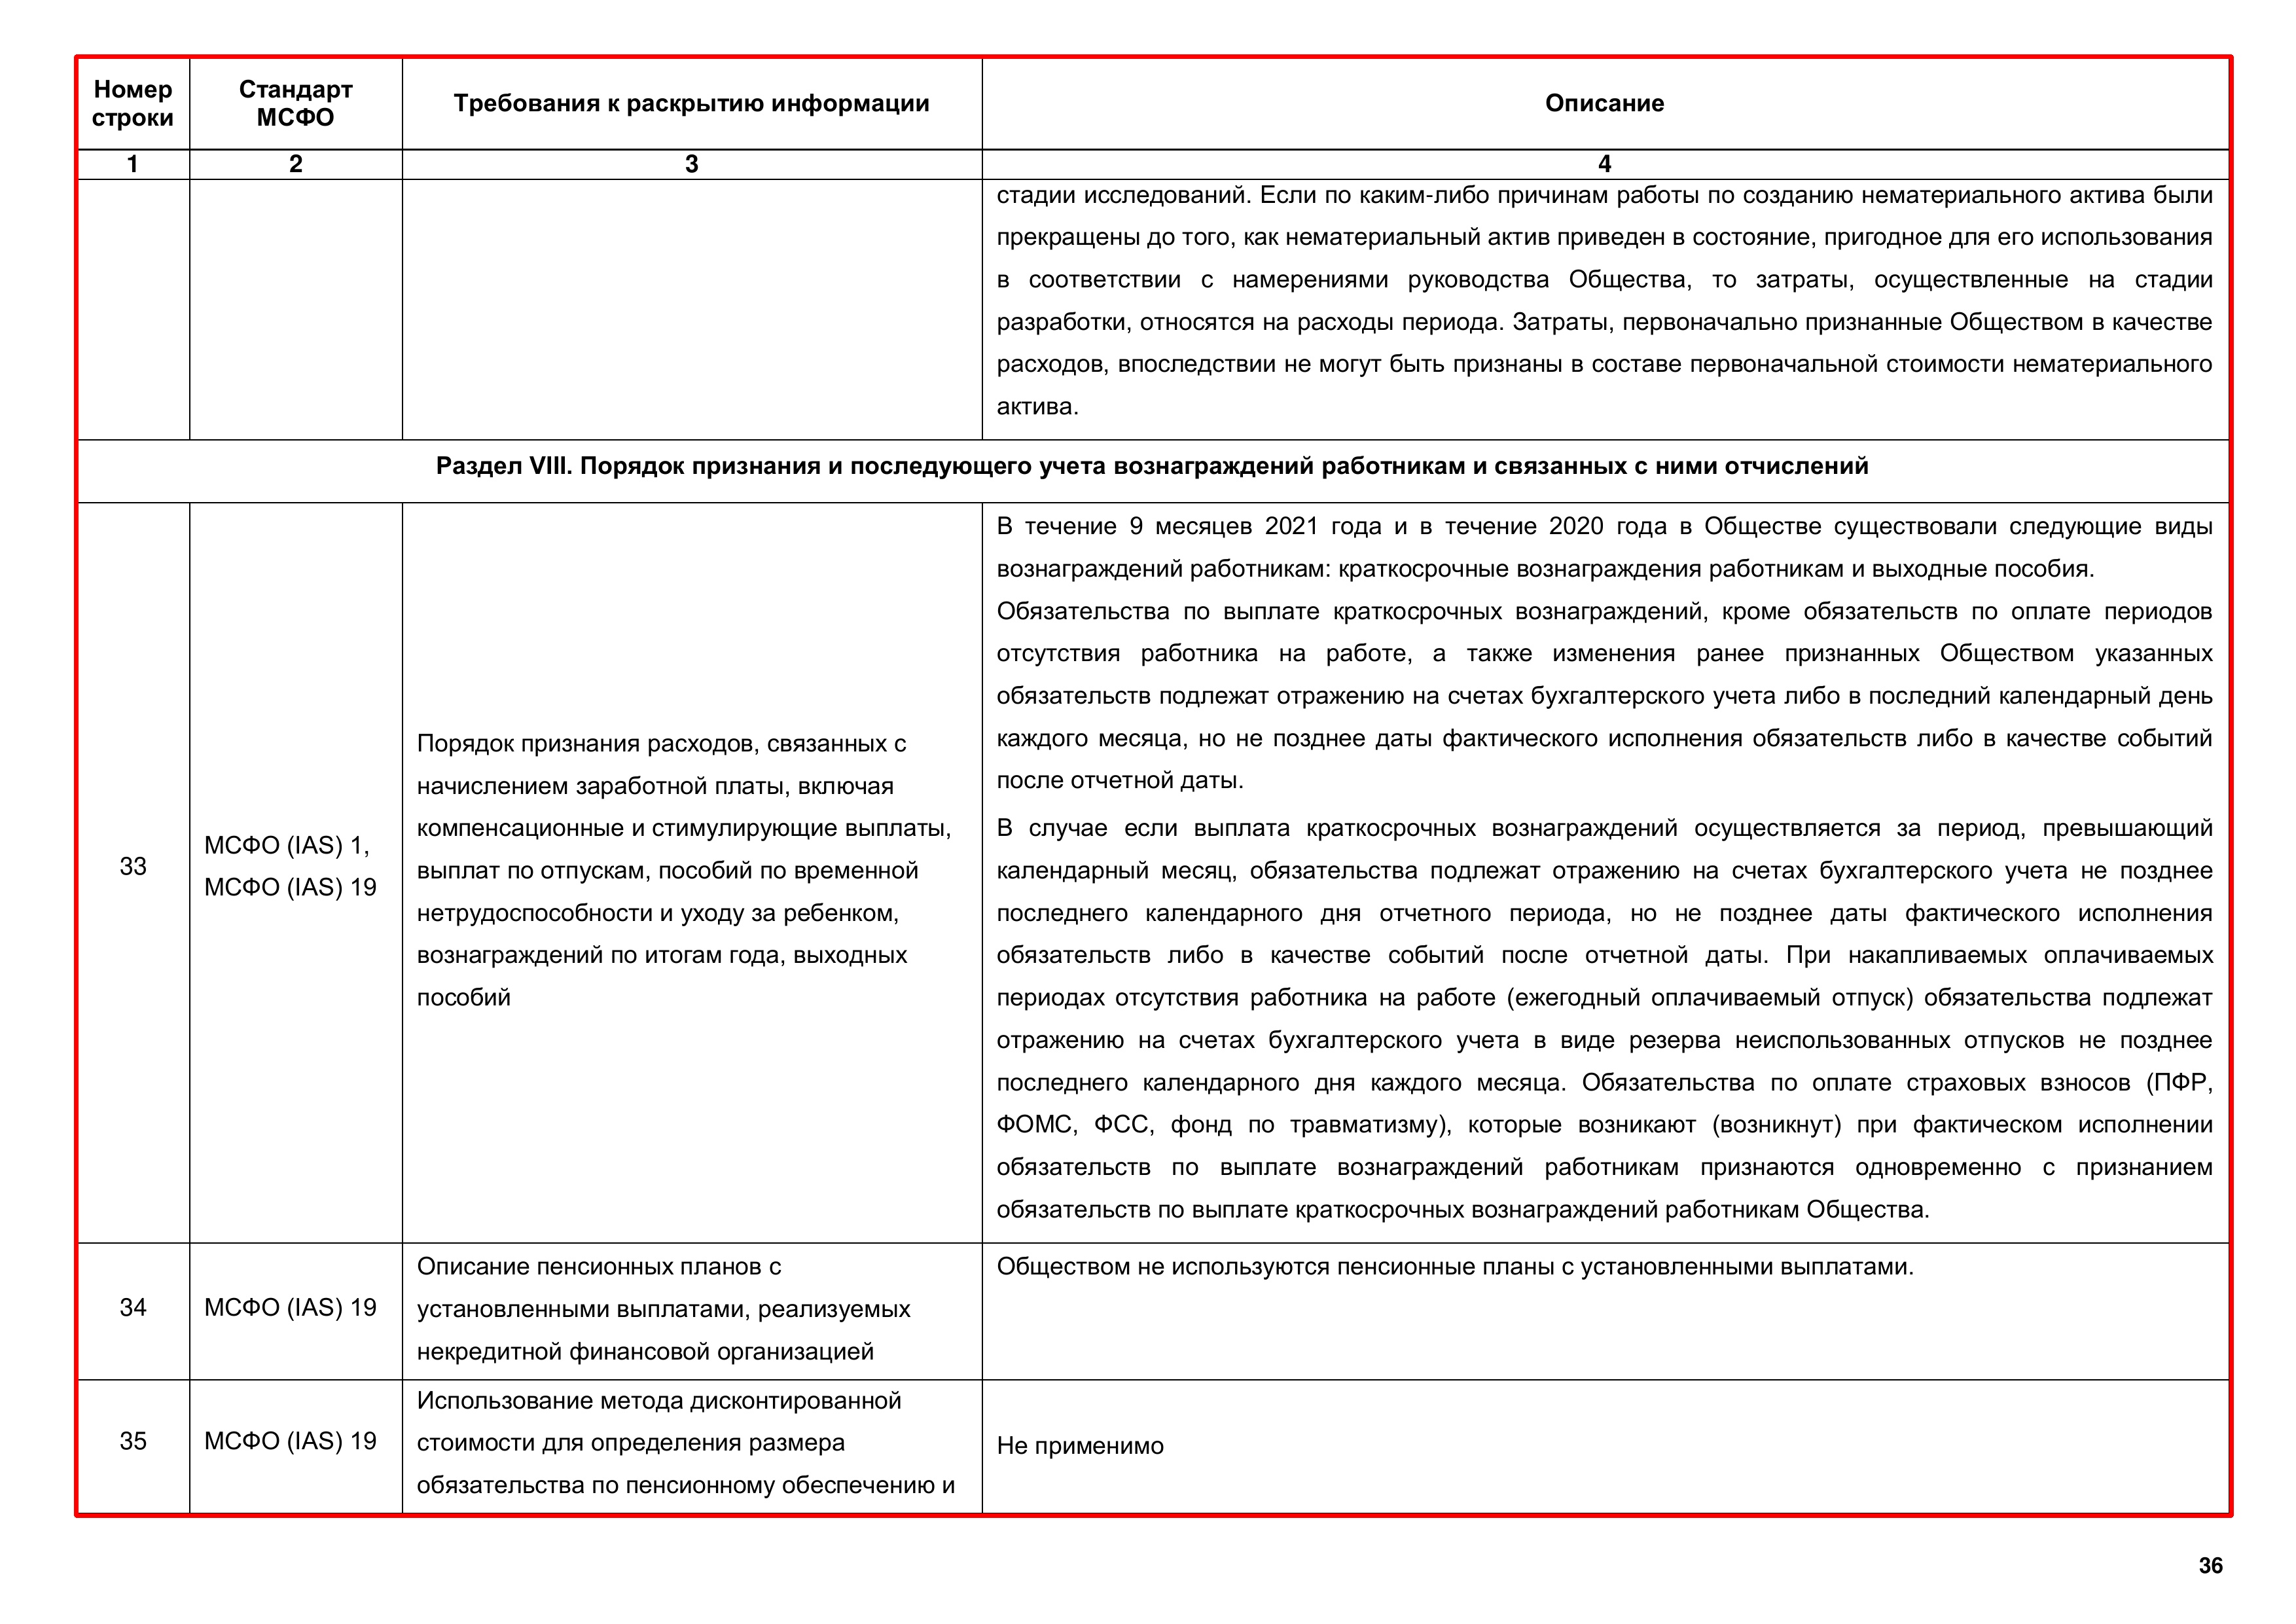 Номер строки
Стандарт МСФО
Требования к раскрытию информации
Описание
1
2
3
4
стадии исследований. Если по каким-либо причинам работы по созданию нематериального актива были
прекращены до того, как нематериальный актив приведен в состояние, пригодное для его использования
в соответствии с намерениями руководства Общества, то затраты, осуществленные на стадии
разработки, относятся на расходы периода. Затраты, первоначально признанные Обществом в качестве
расходов, впоследствии не могут быть признаны в составе первоначальной стоимости нематериального
актива.
Раздел VIII. Порядок признания и последующего учета вознаграждений работникам и связанных с ними отчислений
33
МСФО (IAS) 1,
МСФО (IAS) 19
Порядок признания расходов, связанных с
начислением заработной платы, включая
компенсационные и стимулирующие выплаты,
выплат по отпускам, пособий по временной
нетрудоспособности и уходу за ребенком,
вознаграждений по итогам года, выходных
пособий
В течение 9 месяцев 2021 года и в течение 2020 года в Обществе существовали следующие виды
вознаграждений работникам: краткосрочные вознаграждения работникам и выходные пособия.
Обязательства по выплате краткосрочных вознаграждений, кроме обязательств по оплате периодов
отсутствия работника на работе, а также изменения ранее признанных Обществом указанных
обязательств подлежат отражению на счетах бухгалтерского учета либо в последний календарный день
каждого месяца, но не позднее даты фактического исполнения обязательств либо в качестве событий
после отчетной даты.
В случае если выплата краткосрочных вознаграждений осуществляется за период, превышающий
календарный месяц, обязательства подлежат отражению на счетах бухгалтерского учета не позднее
последнего календарного дня отчетного периода, но не позднее даты фактического исполнения
обязательств либо в качестве событий после отчетной даты. При накапливаемых оплачиваемых
периодах отсутствия работника на работе (ежегодный оплачиваемый отпуск) обязательства подлежат
отражению на счетах бухгалтерского учета в виде резерва неиспользованных отпусков не позднее
последнего календарного дня каждого месяца. Обязательства по оплате страховых взносов (ПФР,
ФОМС, ФСС, фонд по травматизму), которые возникают (возникнут) при фактическом исполнении
обязательств по выплате вознаграждений работникам признаются одновременно с признанием
обязательств по выплате краткосрочных вознаграждений работникам Общества.
34
МСФО (IAS) 19
Описание пенсионных планов с
установленными выплатами, реализуемых
некредитной финансовой организацией
Обществом не используются пенсионные планы с установленными выплатами.
35
МСФО (IAS) 19
Использование метода дисконтированной
стоимости для определения размера
обязательства по пенсионному обеспечению и
Не применимо
36